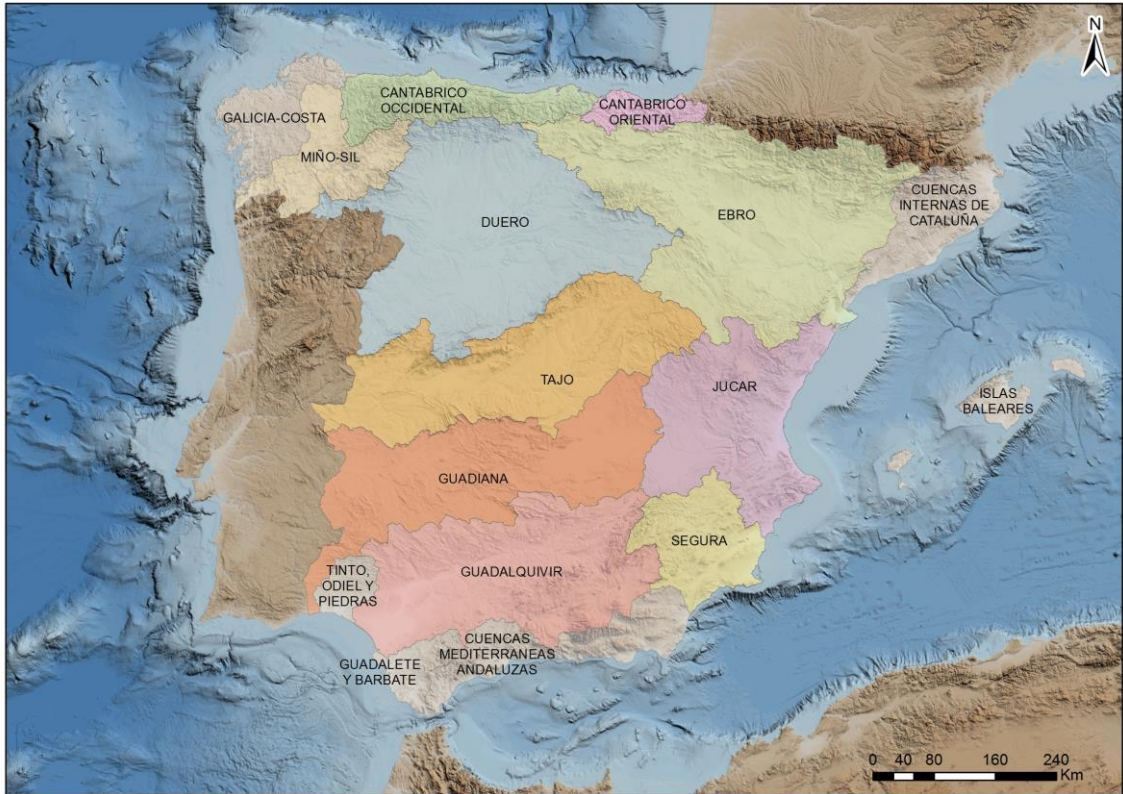 N
CANTABRICO
OCCIDENTAL
CANTABRICO
ORIENTAL
GALICIA-COSTA
MIÑO-SIL
CUENCAS
INTERNAS DE
CATALUÑA
DUERO
EBRO
TAJO
JUCAR
ISLAS
BALEARES
GUADIANA
SEGURA
TINTO,
ODIEL Y
PIEDRAS
GUADALQUIVIR
GUADALETE
Y BARBATE
CUENCAS
MEDITERRANEAS
ANDALUZAS
0 40 80 160 240
Km